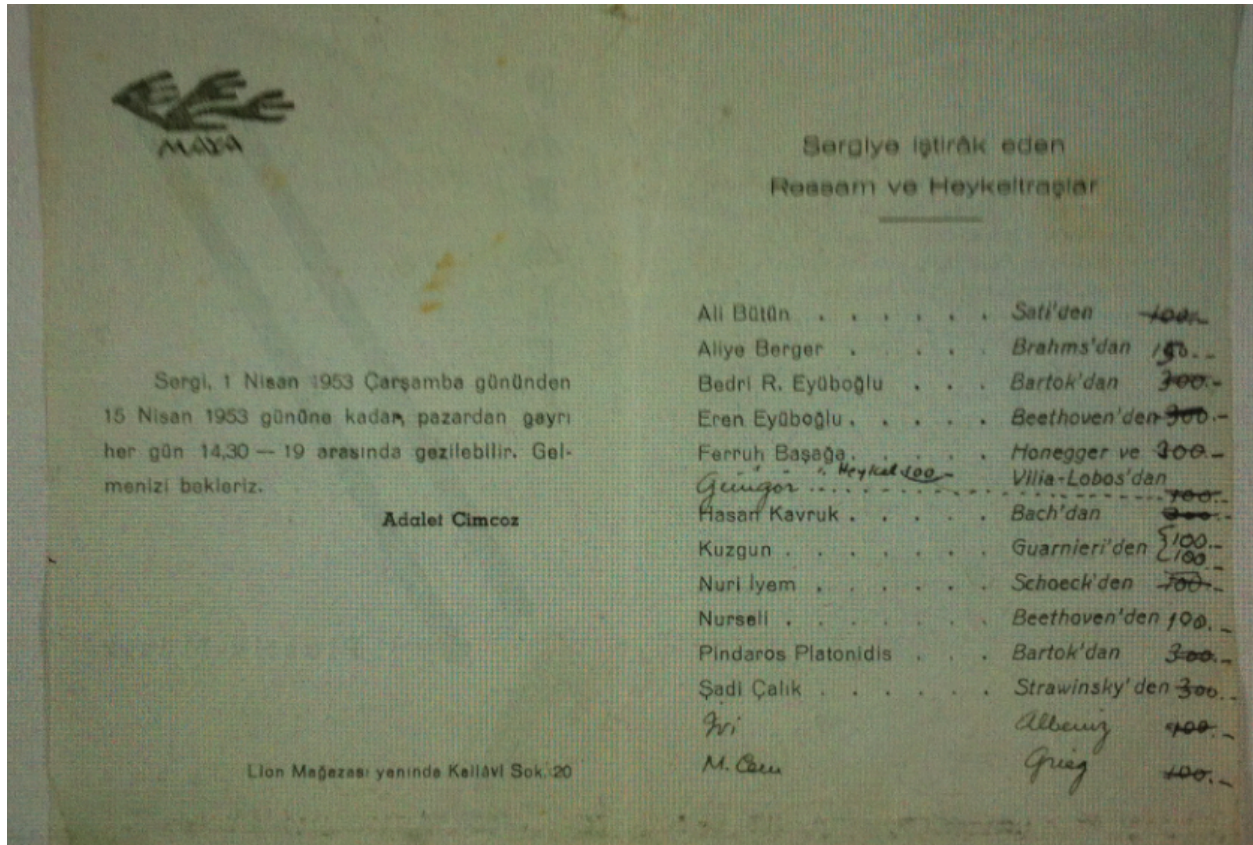 MAYA
Sergi, 1 Nisan 1953 Çarşamba gününden
15 Nisan 1953 gününe kadar, pazardan gayrı
her gün 14,30 — 19 arasında gezilebilir. Gel-
menizi bekleriz.
Adalet Cimcoz
Lion Mağazası yanında Kallâvi Sok. 20
Sergiye iştirâk eden
Ressam ve Heykeltraşlar
Ali Bütün . . . . . . Sati'den 100.-
Aliye Berger . . . . . Brahms'dan
Bedri R. Eyüboğlu . . . Bartok'dan 300.-
Eren Eyüboğlu . . . . . Beethoven'den 300.-
Ferruh Başağa . . . . . Honegger ve 300.-
Villa-Lobos'dan
Güngör Heykel 100 100.-
Hasan Kavruk . . . . . Bach'dan
Kuzgun . . . . . . . Guarnieri'den 100.-
100
Nuri İyem . . . . . . Schoeck'den 100.-
Nurseli . . . . . . . Beethoven'den 100.-
Pindaros Platonidis . . . Bartok'dan 300.-
Şadi Çalık . . . . . . Strawinsky'den 300.-
Albeniz 100.-
M. Cem Grieg 100.-